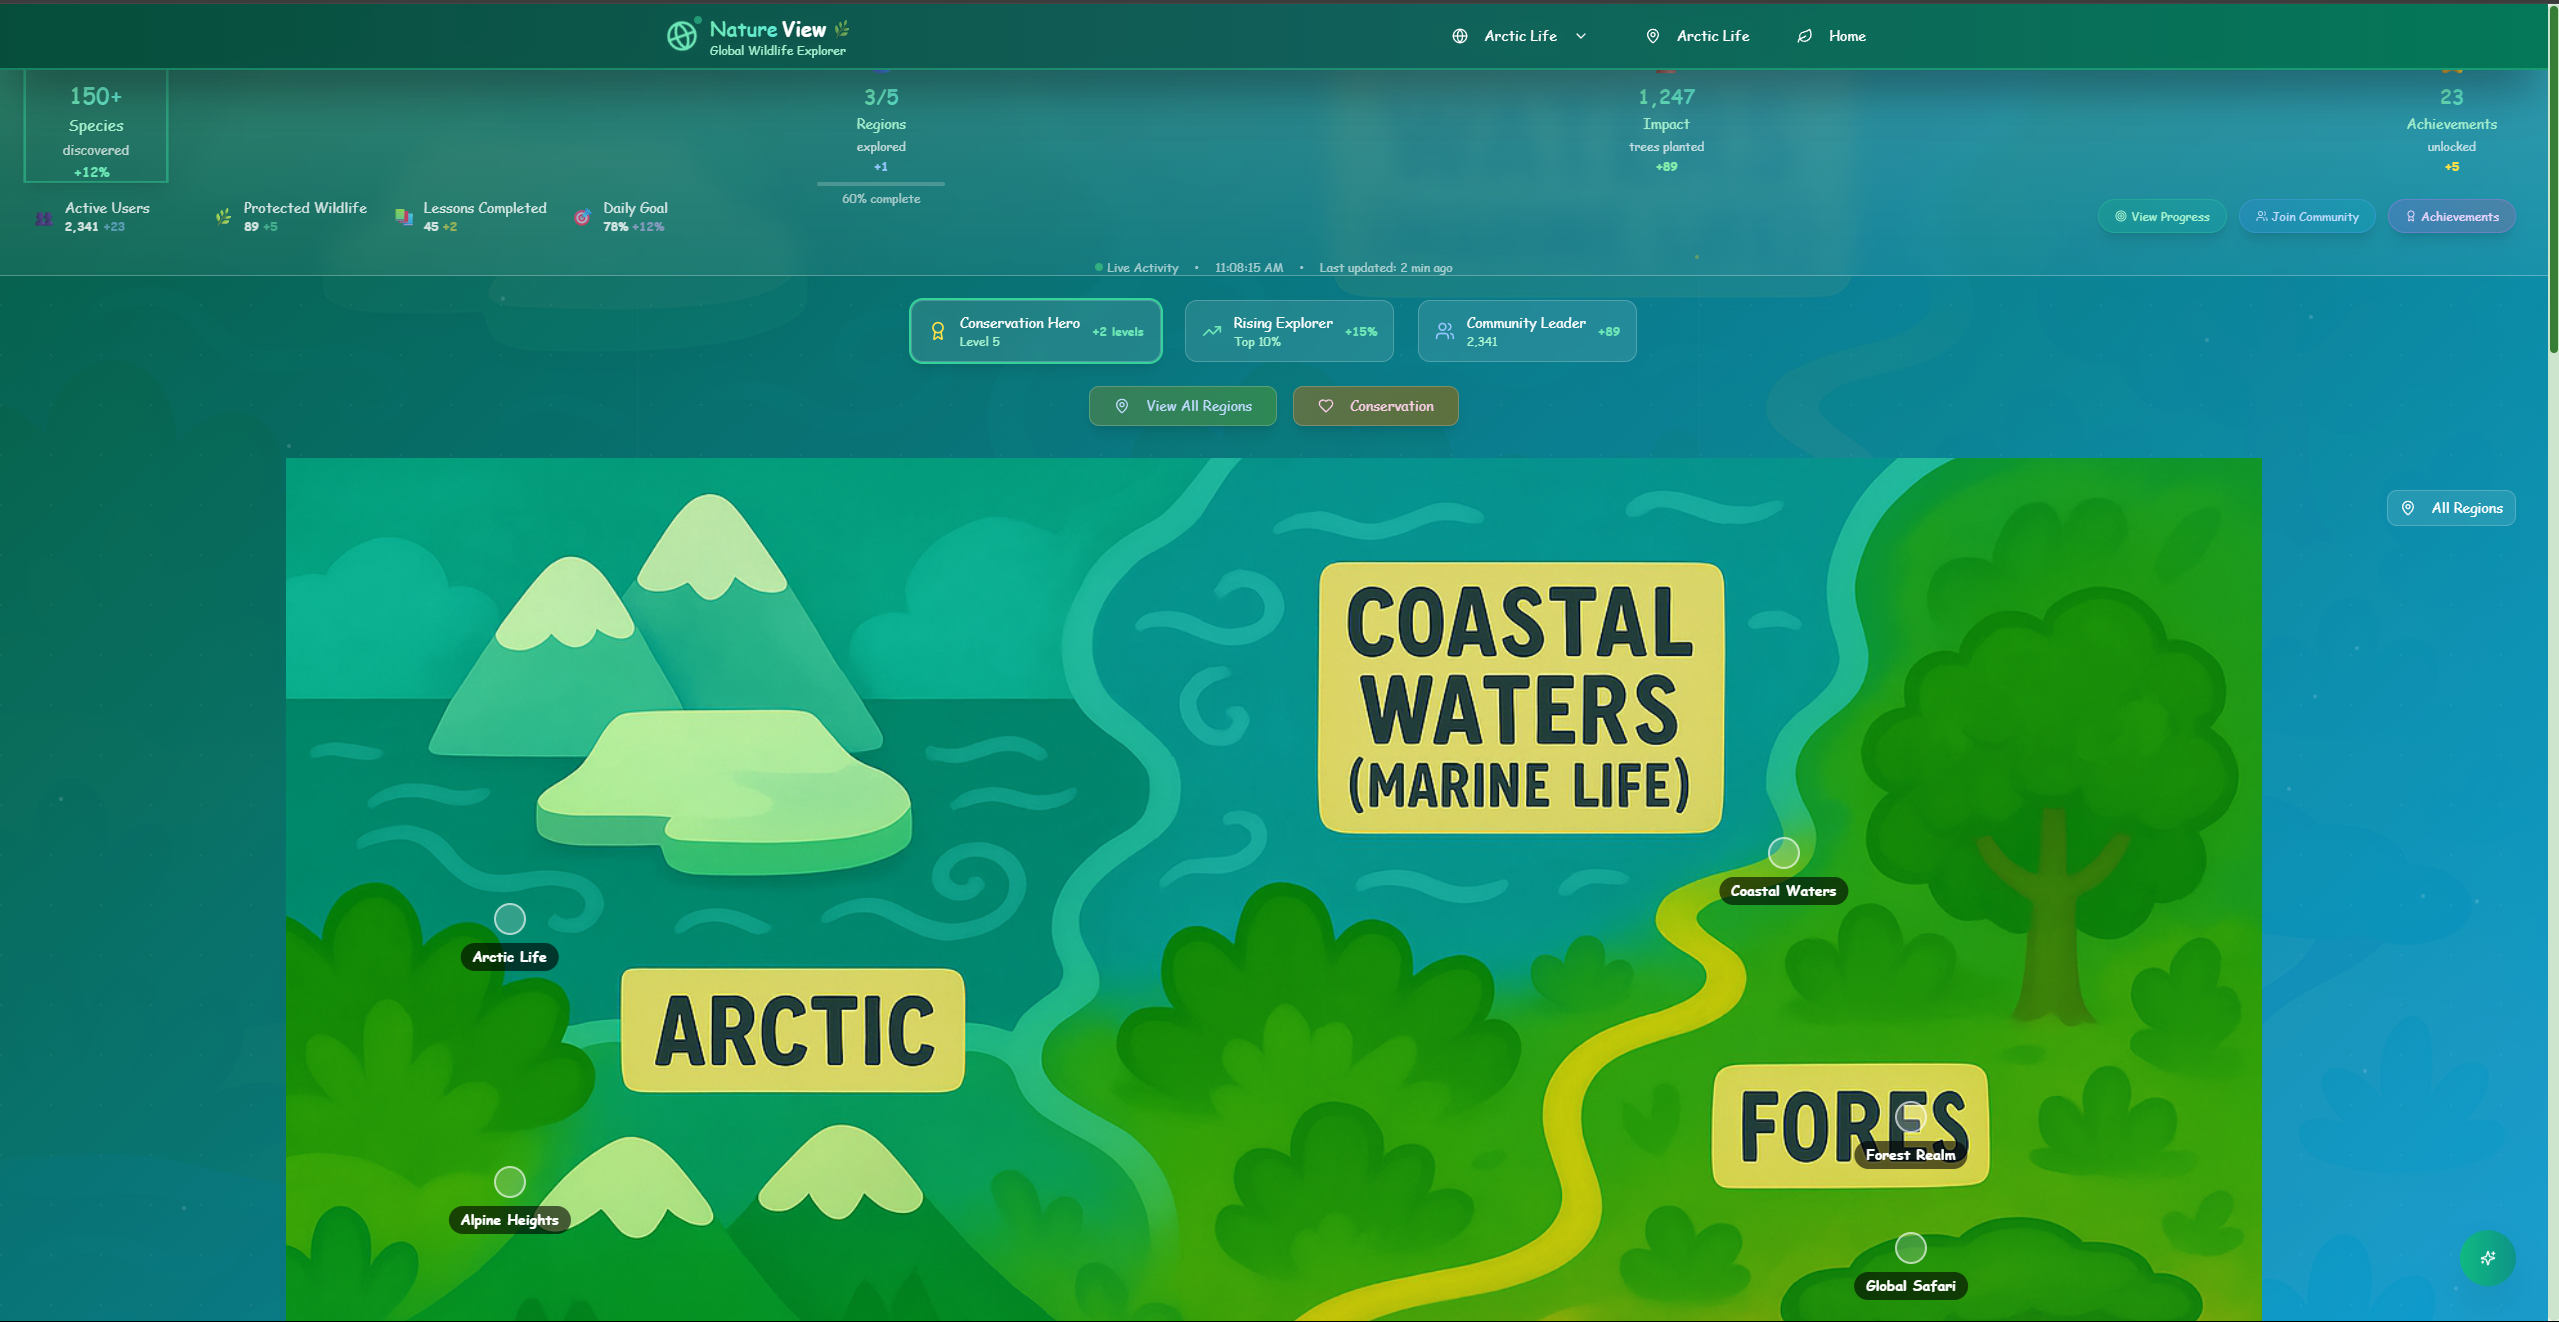 Nature View
Global Wildlife Explorer
Arctic Life
Arctic Life
Home
150+
Species
discovered
+12%
3/5
Regions
explored
+1
60% complete
1,247
Impact
trees planted
+89
23
Achievements
unlocked
+5
Active Users
2,341 +23
Protected Wildlife
89 +5
Lessons Completed
45 +2
Daily Goal
78% +12%
View Progress
Join Community
Achievements
Live Activity • 11:08:15 AM • Last updated: 2 min ago
Conservation Hero
Level 5
+2 levels
Rising Explorer
Top 10%
+15%
Community Leader
2,341
+89
View All Regions
Conservation
All Regions
COASTAL
WATERS
(MARINE LIFE)
Coastal Waters
Arctic Life
ARCTIC
FORES
Forest Realm
Alpine Heights
Global Safari